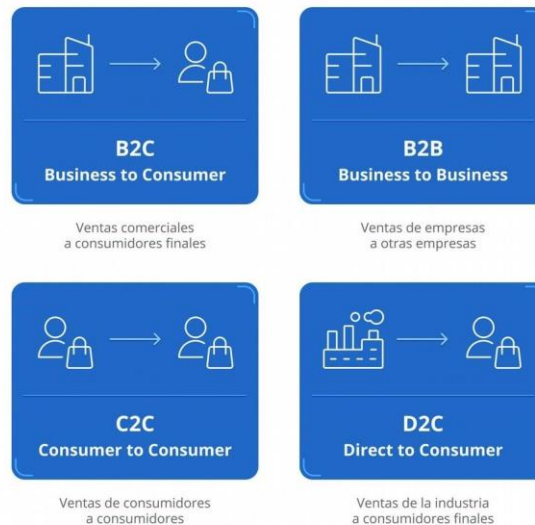 B2C
Business to Consumer
Ventas comerciales
a consumidores finales
B2B
Business to Business
Ventas de empresas
a otras empresas
C2C
Consumer to Consumer
Ventas de consumidores
a consumidores
D2C
Direct to Consumer
Ventas de la industria
a consumidores finales